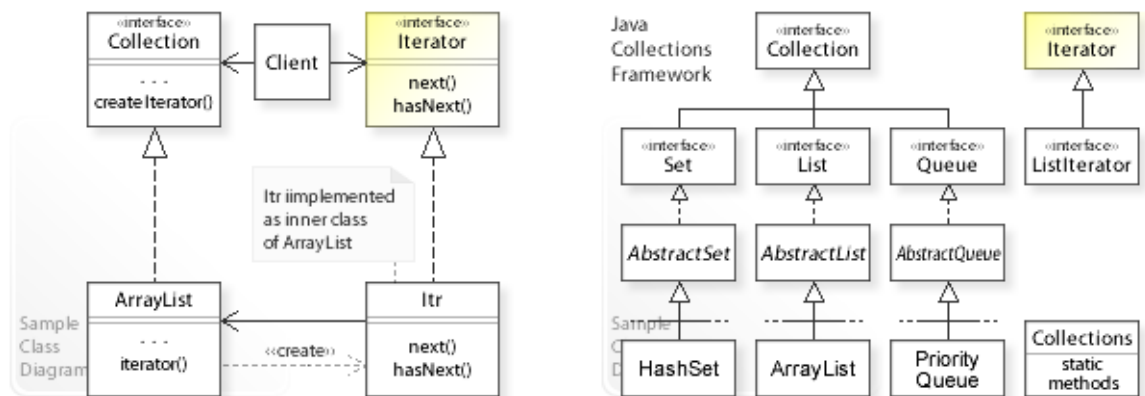 «interface»
Collection
- - -
createIterator()
Client
«interface»
Iterator
next()
hasNext()
Itr iimplemented
as inner class
of ArrayList
ArrayList
- - -
iterator()
«create»
Itr
next()
hasNext()
Sample
Class
Diagram
Java
Collections
Framework
«interface»
Collection
«interface»
Iterator
«interface»
Set
«interface»
List
«interface»
Queue
«interface»
ListIterator
AbstractSet
AbstractList
AbstractQueue
Sample
HashSet
ArrayList
Priority
Queue
Collections
static
methods